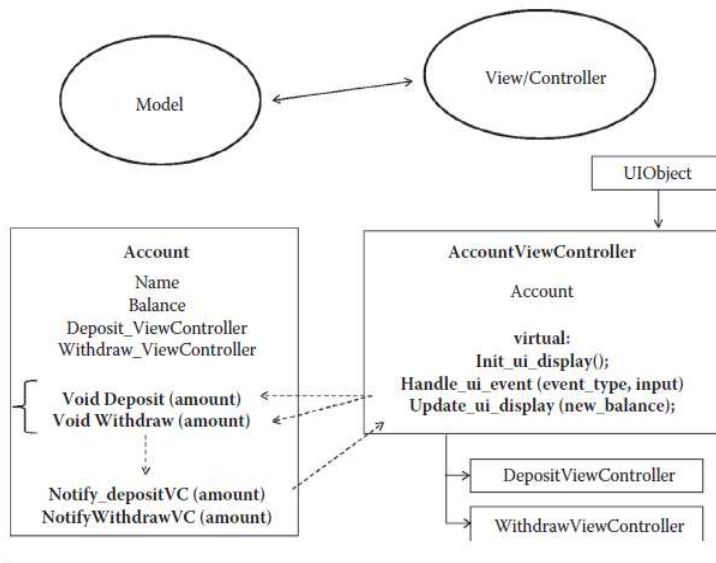 Model
View/Controller
UIObject
Account
Name
Balance
Deposit_ViewController
Withdraw_ViewController
Void Deposit (amount)
Void Withdraw (amount)
Notify_depositVC (amount)
NotifyWithdrawVC (amount)
AccountViewController
Account
virtual:
Init_ui_display();
Handle_ui_event (event_type, input)
Update_ui_display (new_balance);
DepositViewController
WithdrawViewController